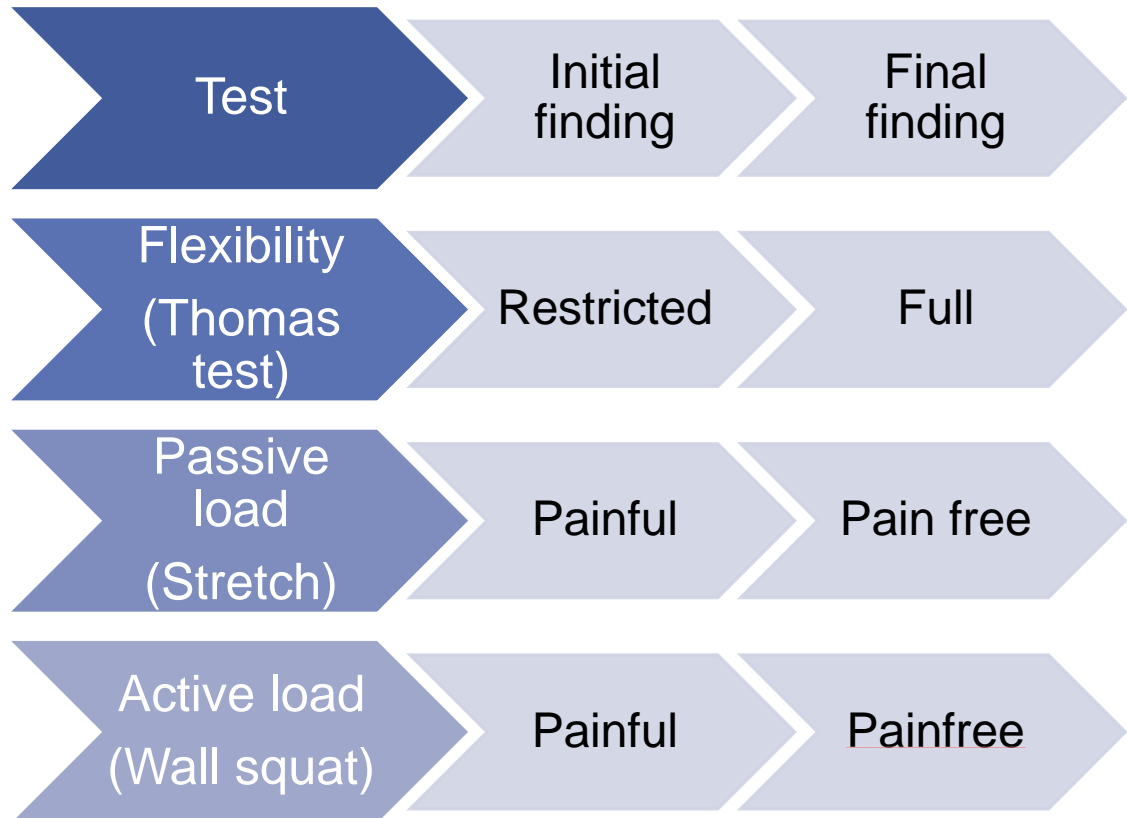 Test
Initial
finding
Final
finding
Flexibility
(Thomas
test)
Restricted
Full
Passive
load
(Stretch)
Painful
Pain free
Active load
(Wall squat)
Painful
Painfree